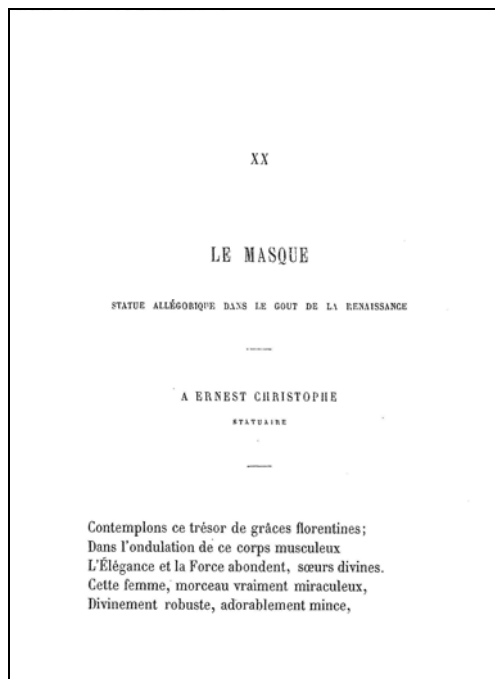 XX
LE MASQUE
STATUE ALLÉGORIQUE DANS LE GOUT DE LA RENAISSANCE
A ERNEST CHRISTOPHE
STATUAIRE
Contemplons ce trésor de grâces florentines;
Dans l'ondulation de ce corps musculeux
L'Élégance et la Force abondent, sœurs divines.
Cette femme, morceau vraiment miraculeux,
Divinement robuste, adorablement mince,